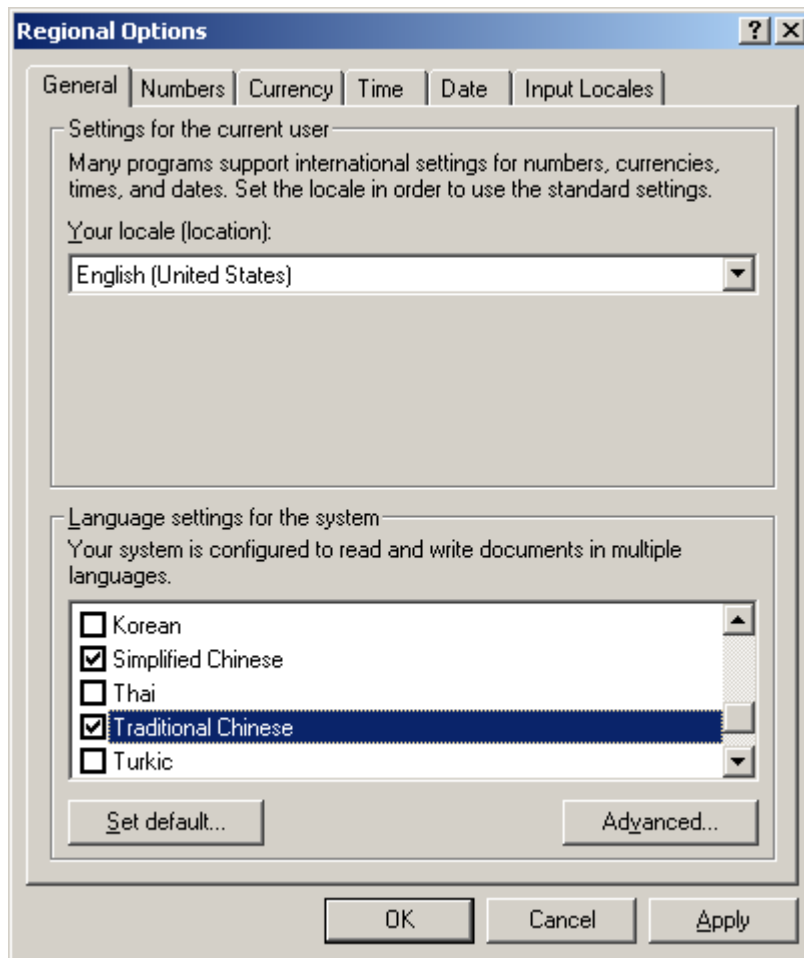 Regional Options
General Numbers Currency Time Date Input Locales
Settings for the current user
Many programs support international settings for numbers, currencies,
times, and dates. Set the locale in order to use the standard settings.
Your locale (location):
English (United States)
Language settings for the system
Your system is configured to read and write documents in multiple
languages.
Korean
Simplified Chinese
Thai
Traditional Chinese
Turkic
Set default... Advanced...
OK Cancel Apply